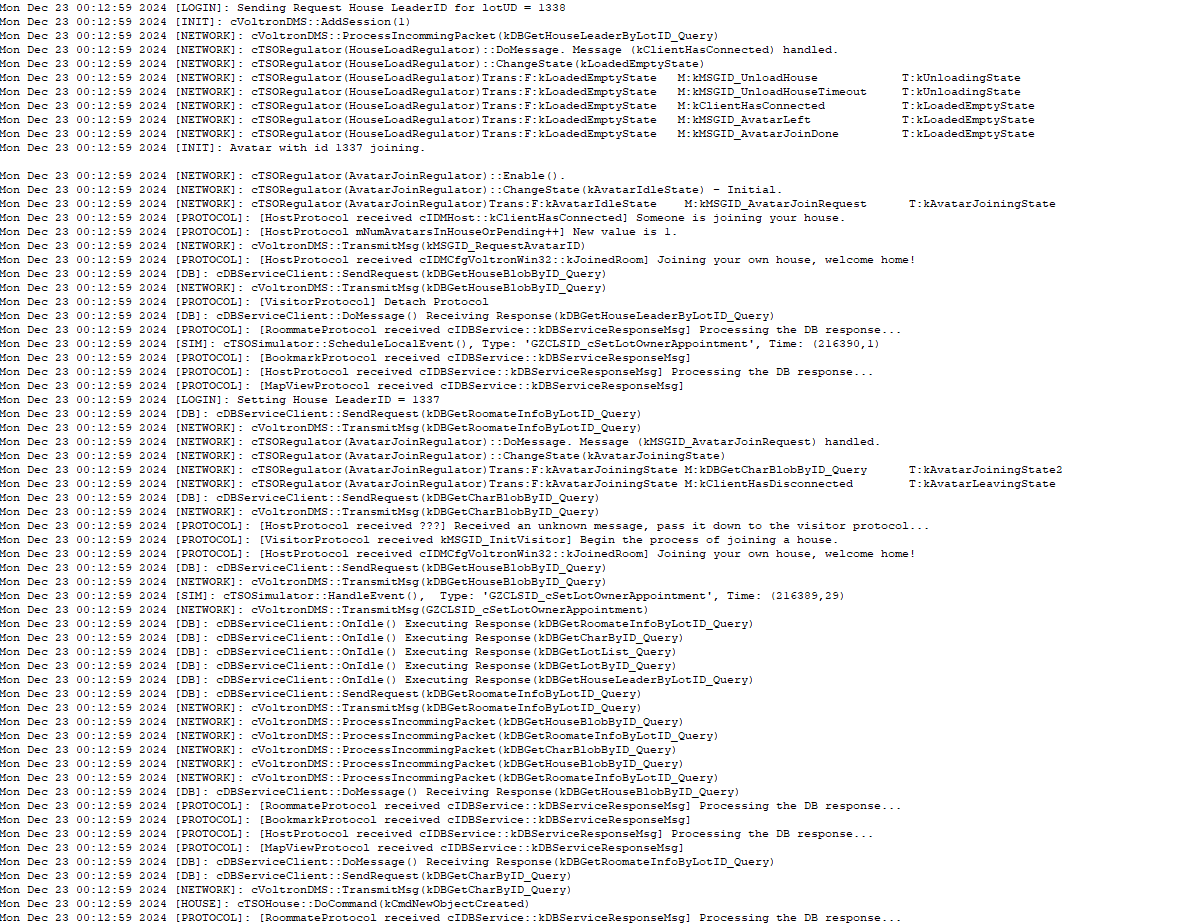 Mon Dec 23 00:12:59 2024 [LOGIN]: Sending Request House LeaderID for lotUD = 1338
Mon Dec 23 00:12:59 2024 [INIT]: cVoltronDMS::AddSession(1)
Mon Dec 23 00:12:59 2024 [NETWORK]: cVoltronDMS::ProcessIncommingPacket(kDBGetHouseLeaderByLotID_Query)
Mon Dec 23 00:12:59 2024 [NETWORK]: cTSORegulator(HouseLoadRegulator)::DoMessage. Message (kClientHasConnected) handled.
Mon Dec 23 00:12:59 2024 [NETWORK]: cTSORegulator(HouseLoadRegulator)::ChangeState(kLoadedEmptyState)
Mon Dec 23 00:12:59 2024 [NETWORK]: cTSORegulator(HouseLoadRegulator)Trans:F:kLoadedEmptyState   M:kMSGID_UnloadHouse            T:kUnloadingState
Mon Dec 23 00:12:59 2024 [NETWORK]: cTSORegulator(HouseLoadRegulator)Trans:F:kLoadedEmptyState   M:kMSGID_UnloadHouseTimeout     T:kUnloadingState
Mon Dec 23 00:12:59 2024 [NETWORK]: cTSORegulator(HouseLoadRegulator)Trans:F:kLoadedEmptyState   M:kClientHasConnected           T:kLoadedEmptyState
Mon Dec 23 00:12:59 2024 [NETWORK]: cTSORegulator(HouseLoadRegulator)Trans:F:kLoadedEmptyState   M:kMSGID_AvatarLeft             T:kLoadedEmptyState
Mon Dec 23 00:12:59 2024 [NETWORK]: cTSORegulator(HouseLoadRegulator)Trans:F:kLoadedEmptyState   M:kMSGID_AvatarJoinDone         T:kLoadedEmptyState
Mon Dec 23 00:12:59 2024 [INIT]: Avatar with id 1337 joining.
Mon Dec 23 00:12:59 2024 [NETWORK]: cTSORegulator(AvatarJoinRegulator)::Enable().
Mon Dec 23 00:12:59 2024 [NETWORK]: cTSORegulator(AvatarJoinRegulator)::ChangeState(kAvatarIdleState) - Initial.
Mon Dec 23 00:12:59 2024 [NETWORK]: cTSORegulator(AvatarJoinRegulator)Trans:F:kAvatarIdleState    M:kMSGID_AvatarJoinRequest      T:kAvatarJoiningState
Mon Dec 23 00:12:59 2024 [PROTOCOL]: [HostProtocol received cIDMHost::kClientHasConnected] Someone is joining your house.
Mon Dec 23 00:12:59 2024 [PROTOCOL]: [HostProtocol mNumAvatarsInHouseOrPending++] New value is 1.
Mon Dec 23 00:12:59 2024 [NETWORK]: cVoltronDMS::TransmitMsg(kMSGID_RequestAvatarID)
Mon Dec 23 00:12:59 2024 [PROTOCOL]: [HostProtocol received cIDMCfgVoltronWin32::kJoinedRoom] Joining your own house, welcome home!
Mon Dec 23 00:12:59 2024 [DB]: cDBServiceClient::SendRequest(kDBGetHouseBlobByID_Query)
Mon Dec 23 00:12:59 2024 [NETWORK]: cVoltronDMS::TransmitMsg(kDBGetHouseBlobByID_Query)
Mon Dec 23 00:12:59 2024 [PROTOCOL]: [VisitorProtocol] Detach Protocol
Mon Dec 23 00:12:59 2024 [DB]: cDBServiceClient::DoMessage() Receiving Response(kDBGetHouseLeaderByLotID_Query)
Mon Dec 23 00:12:59 2024 [PROTOCOL]: [RoommateProtocol received cIDBService::kDBServiceResponseMsg] Processing the DB response...
Mon Dec 23 00:12:59 2024 [SIM]: cTSOSimulator::ScheduleLocalEvent(), Type: 'GZCLSID_cSetLotOwnerAppointment', Time: (216390,1)
Mon Dec 23 00:12:59 2024 [PROTOCOL]: [BookmarkProtocol received cIDBService::kDBServiceResponseMsg]
Mon Dec 23 00:12:59 2024 [PROTOCOL]: [HostProtocol received cIDBService::kDBServiceResponseMsg] Processing the DB response...
Mon Dec 23 00:12:59 2024 [PROTOCOL]: [MapViewProtocol received cIDBService::kDBServiceResponseMsg]
Mon Dec 23 00:12:59 2024 [LOGIN]: Setting House LeaderID = 1337
Mon Dec 23 00:12:59 2024 [DB]: cDBServiceClient::SendRequest(kDBGetRoomateInfoByLotID_Query)
Mon Dec 23 00:12:59 2024 [NETWORK]: cVoltronDMS::TransmitMsg(kDBGetRoomateInfoByLotID_Query)
Mon Dec 23 00:12:59 2024 [NETWORK]: cTSORegulator(AvatarJoinRegulator)::DoMessage. Message (kMSGID_AvatarJoinRequest) handled.
Mon Dec 23 00:12:59 2024 [NETWORK]: cTSORegulator(AvatarJoinRegulator)::ChangeState(kAvatarJoiningState)
Mon Dec 23 00:12:59 2024 [NETWORK]: cTSORegulator(AvatarJoinRegulator)Trans:F:kAvatarJoiningState M:kDBGetCharBlobByID_Query      T:kAvatarJoiningState2
Mon Dec 23 00:12:59 2024 [NETWORK]: cTSORegulator(AvatarJoinRegulator)Trans:F:kAvatarJoiningState M:kClientHasDisconnected        T:kAvatarLeavingState
Mon Dec 23 00:12:59 2024 [DB]: cDBServiceClient::SendRequest(kDBGetCharBlobByID_Query)
Mon Dec 23 00:12:59 2024 [NETWORK]: cVoltronDMS::TransmitMsg(kDBGetCharBlobByID_Query)
Mon Dec 23 00:12:59 2024 [PROTOCOL]: [HostProtocol received ???] Received an unknown message, pass it down to the visitor protocol...
Mon Dec 23 00:12:59 2024 [PROTOCOL]: [VisitorProtocol received kMSGID_InitVisitor] Begin the process of joining a house.
Mon Dec 23 00:12:59 2024 [PROTOCOL]: [HostProtocol received cIDMCfgVoltronWin32::kJoinedRoom] Joining your own house, welcome home!
Mon Dec 23 00:12:59 2024 [DB]: cDBServiceClient::SendRequest(kDBGetHouseBlobByID_Query)
Mon Dec 23 00:12:59 2024 [NETWORK]: cVoltronDMS::TransmitMsg(kDBGetHouseBlobByID_Query)
Mon Dec 23 00:12:59 2024 [SIM]: cTSOSimulator::HandleEvent(),  Type: 'GZCLSID_cSetLotOwnerAppointment', Time: (216389,29)
Mon Dec 23 00:12:59 2024 [NETWORK]: cVoltronDMS::TransmitMsg(GZCLSID_cSetLotOwnerAppointment)
Mon Dec 23 00:12:59 2024 [DB]: cDBServiceClient::OnIdle() Executing Response(kDBGetRoomateInfoByLotID_Query)
Mon Dec 23 00:12:59 2024 [DB]: cDBServiceClient::OnIdle() Executing Response(kDBGetCharByID_Query)
Mon Dec 23 00:12:59 2024 [DB]: cDBServiceClient::OnIdle() Executing Response(kDBGetLotList_Query)
Mon Dec 23 00:12:59 2024 [DB]: cDBServiceClient::OnIdle() Executing Response(kDBGetLotByID_Query)
Mon Dec 23 00:12:59 2024 [DB]: cDBServiceClient::OnIdle() Executing Response(kDBGetHouseLeaderByLotID_Query)
Mon Dec 23 00:12:59 2024 [DB]: cDBServiceClient::SendRequest(kDBGetRoomateInfoByLotID_Query)
Mon Dec 23 00:12:59 2024 [NETWORK]: cVoltronDMS::TransmitMsg(kDBGetRoomateInfoByLotID_Query)
Mon Dec 23 00:12:59 2024 [NETWORK]: cVoltronDMS::ProcessIncommingPacket(kDBGetHouseBlobByID_Query)
Mon Dec 23 00:12:59 2024 [NETWORK]: cVoltronDMS::ProcessIncommingPacket(kDBGetRoomateInfoByLotID_Query)
Mon Dec 23 00:12:59 2024 [NETWORK]: cVoltronDMS::ProcessIncommingPacket(kDBGetCharBlobByID_Query)
Mon Dec 23 00:12:59 2024 [NETWORK]: cVoltronDMS::ProcessIncommingPacket(kDBGetHouseBlobByID_Query)
Mon Dec 23 00:12:59 2024 [NETWORK]: cVoltronDMS::ProcessIncommingPacket(kDBGetRoomateInfoByLotID_Query)
Mon Dec 23 00:12:59 2024 [DB]: cDBServiceClient::DoMessage() Receiving Response(kDBGetHouseBlobByID_Query)
Mon Dec 23 00:12:59 2024 [PROTOCOL]: [RoommateProtocol received cIDBService::kDBServiceResponseMsg] Processing the DB response...
Mon Dec 23 00:12:59 2024 [PROTOCOL]: [BookmarkProtocol received cIDBService::kDBServiceResponseMsg]
Mon Dec 23 00:12:59 2024 [PROTOCOL]: [HostProtocol received cIDBService::kDBServiceResponseMsg] Processing the DB response...
Mon Dec 23 00:12:59 2024 [PROTOCOL]: [MapViewProtocol received cIDBService::kDBServiceResponseMsg]
Mon Dec 23 00:12:59 2024 [DB]: cDBServiceClient::DoMessage() Receiving Response(kDBGetRoomateInfoByLotID_Query)
Mon Dec 23 00:12:59 2024 [DB]: cDBServiceClient::SendRequest(kDBGetCharByID_Query)
Mon Dec 23 00:12:59 2024 [NETWORK]: cVoltronDMS::TransmitMsg(kDBGetCharByID_Query)
Mon Dec 23 00:12:59 2024 [HOUSE]: cTSOHouse::DoCommand(kCmdNewObjectCreated)
Mon Dec 23 00:12:59 2024 [PROTOCOL]: [RoommateProtocol received cIDBService::kDBServiceResponseMsg] Processing the DB response...